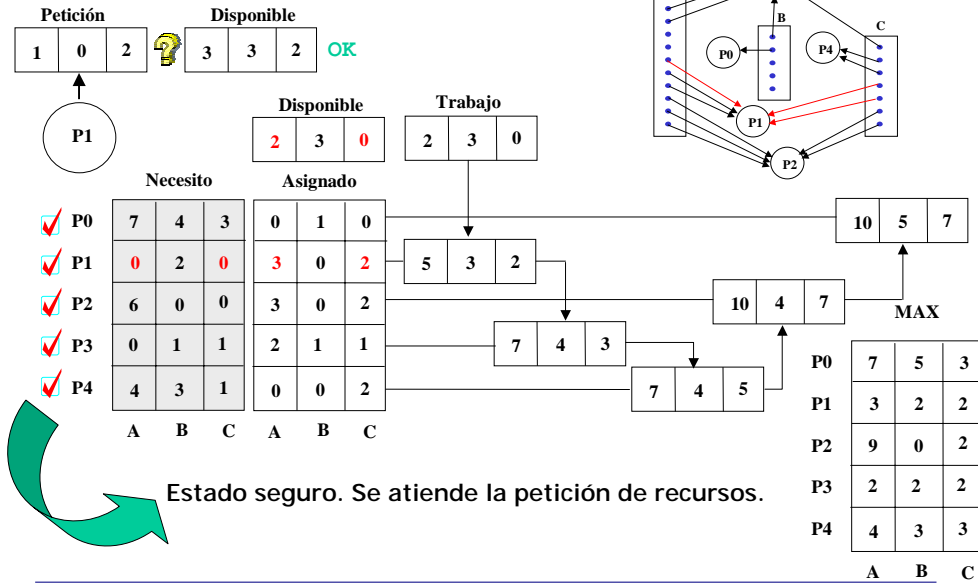 Petición Disponible
1 0 2 3 3 2 OK
P1
B
C
P0
P4
P1
P2
Disponible Trabajo
2 3 0 2 3 0
Necesito Asignado
P0 7 4 3 0 1 0 10 5 7
P1 0 2 0 3 0 2 5 3 2
P2 6 0 0 3 0 2 10 4 7
MAX
P3 0 1 1 2 1 1 7 4 3
P4 4 3 1 0 0 2 7 4 5
A B C A B C
P0 7 5 3
P1 3 2 2
P2 9 0 2
P3 2 2 2
P4 4 3 3
A B C
Estado seguro. Se atiende la petición de recursos.